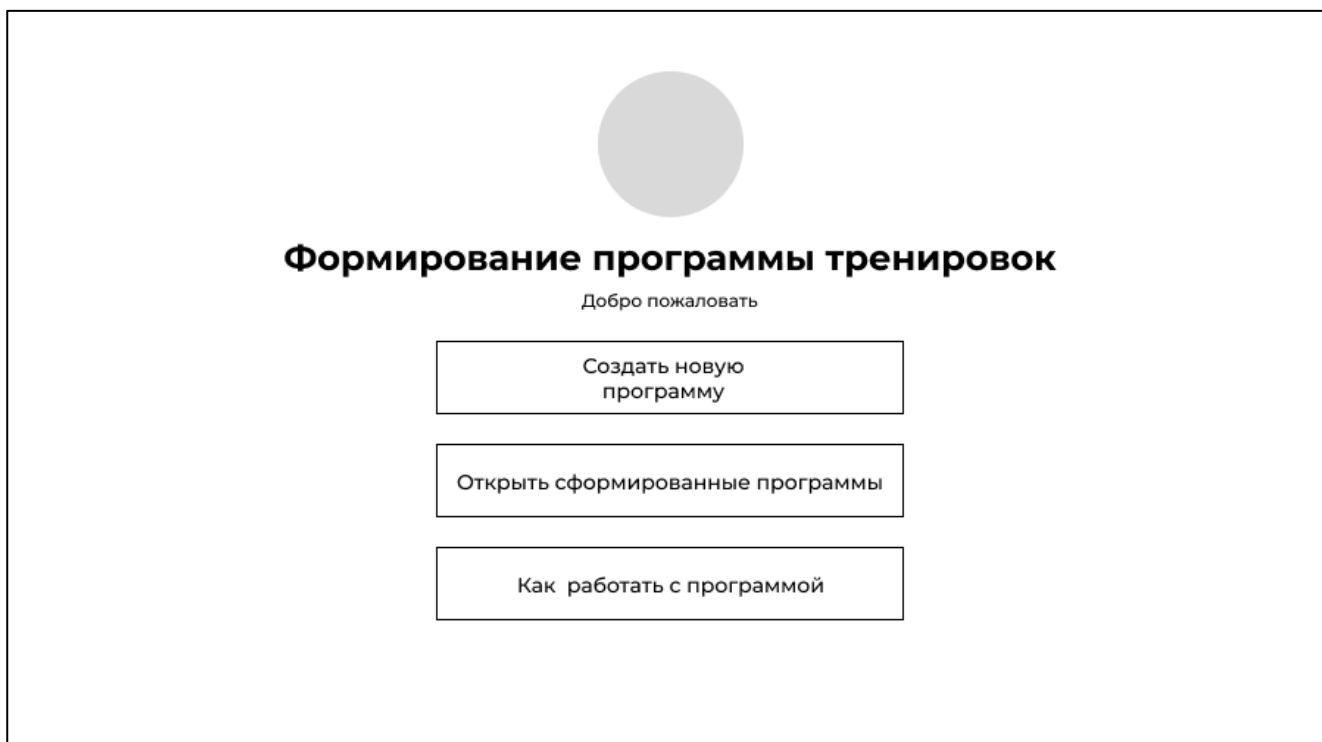 Формирование программы тренировок
Добро пожаловать
Создать новую
программу
Открыть сформированные программы
Как  работать с программой